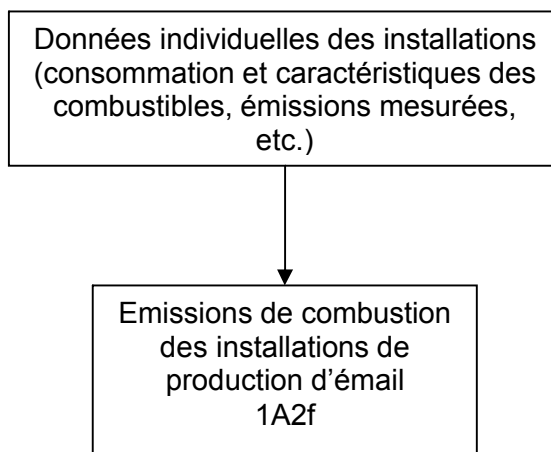 Données individuelles des installations
(consommation et caractéristiques des
combustibles, émissions mesurées,
etc.)
Emissions de combustion
des installations de
production d’émail
1A2f